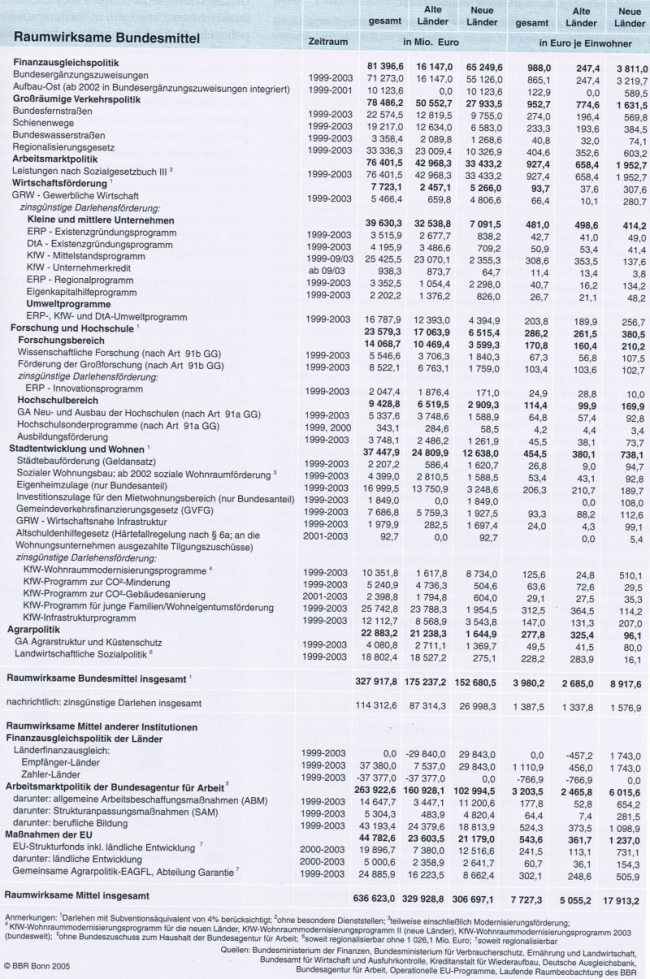 Raumwirksame Bundesmittel Zeitraum gesamt Alte Länder Neue Länder gesamt Alte Länder Neue Länder
in Mio. Euro in Euro je Einwohner
Finanzausgleichspolitik 81 396,6 16 147,0 65 249,6 988,0 247,4 3 811,0
Bundesergänzungszuweisungen 1999-2003 71 273,0 16 147,0 55 126,0 865,1 247,4 3 219,7
Aufbau-Ost (ab 2002 in Bundesergänzungszuweisungen integriert) 1999-2001 10 123,6 0,0 10 123,6 122,9 0,0 589,5
Großräumige Verkehrspolitik 78 486,2 50 552,7 27 933,5 952,7 774,6 1 631,5
Bundesfernstraßen 1999-2003 22 574,5 12 819,5 9 755,0 274,0 196,4 569,8
Schienenwege 1999-2003 19 217,0 12 634,0 6 583,0 233,3 193,6 384,5
Bundeswasserstraßen 1999-2003 3 358,4 2 089,8 1 268,6 40,8 32,0 74,1
Regionalisierungsgesetz 1999-2003 33 336,3 23 009,4 10 326,9 404,6 352,6 603,2
Arbeitsmarktpolitik 76 401,5 42 968,3 33 433,2 927,4 658,4 1 952,7
Leistungen nach Sozialgesetzbuch III 2 1999-2003 76 401,5 42 968,3 33 433,2 927,4 658,4 1 952,7
Wirtschaftsförderung 1 7 723,1 2 457,1 5 266,0 93,7 37,6 307,6
GRW - Gewerbliche Wirtschaft 1999-2003 5 466,4 659,8 4 806,6 66,4 10,1 280,7
zinsgünstige Darlehensförderung:
Kleine und mittlere Unternehmen 39 630,3 32 538,8 7 091,5 481,0 498,6 414,2
ERP - Existenzgründungsprogramm 1999-2003 3 515,9 2 677,7 838,2 42,7 41,0 49,0
DtA - Existenzgründungsprogramm 1999-2003 4 195,9 3 486,6 709,2 50,9 53,4 41,4
KfW - Mittelstandsprogramm 1999-09/03 25 425,5 23 070,1 2 355,3 308,6 353,5 137,6
KfW - Unternehmerkredit ab 09/03 938,3 873,7 64,7 11,4 13,4 3,8
ERP - Regionalprogramm 1999-2003 3 352,5 1 054,4 2 298,0 40,7 16,2 134,2
Eigenkapitalhilfeprogramm 1999-2003 2 202,2 1 376,2 826,0 26,7 21,1 48,2
Umweltprogramme
ERP-, KfW- und DtA-Umweltprogramm 1999-2003 16 787,9 12 393,0 4 394,9 203,8 189,9 256,7
Forschung und Hochschule 1 23 579,3 17 063,9 6 515,4 286,2 261,5 380,5
Forschungsbereich 14 068,7 10 469,4 3 599,3 170,8 160,4 210,2
Wissenschaftliche Forschung (nach Art 91b GG) 1999-2003 5 546,6 3 706,3 1 840,3 67,3 56,8 107,5
Förderung der Großforschung (nach Art 91b GG) 1999-2003 8 522,1 6 763,1 1 759,0 103,4 103,6 102,7
zinsgünstige Darlehensförderung:
ERP - Innovationsprogramm 1999-2003 2 047,4 1 876,4 171,0 24,9 28,8 10,0
Hochschulbereich 9 428,8 6 519,5 2 909,3 114,4 99,9 169,9
GA Neu- und Ausbau der Hochschulen (nach Art 91a GG) 1999-2003 5 337,6 3 748,6 1 588,9 64,8 57,4 92,8
Hochschulsonderprogramme (nach Art 91a GG) 1999, 2000 343,1 284,6 58,5 4,2 4,4 3,4
Ausbildungsförderung 1999-2003 3 748,1 2 486,2 1 261,9 45,5 38,1 73,7
Stadtentwicklung und Wohnen 1 37 447,9 24 809,9 12 638,0 454,5 380,1 738,1
Städtebauförderung (Geldansatz) 1999-2003 2 207,2 586,4 1 620,7 26,8 9,0 94,7
Sozialer Wohnungsbau; ab 2002 soziale Wohnraumförderung 3 1999-2003 4 399,0 2 810,5 1 588,5 53,4 43,1 92,8
Eigenheimzulage (nur Bundesanteil) 1999-2003 16 999,5 13 750,9 3 248,6 206,3 210,7 189,7
Investitionszulage für den Mietwohnungsbereich (nur Bundesanteil) 1999-2003 1 849,0 0,0 1 849,0 0,0 108,0
Gemeindeverkehrsfinanzierungsgesetz (GVFG) 1999-2003 7 686,8 5 759,3 1 927,5 93,3 88,2 112,6
GRW - Wirtschaftsnahe Infrastruktur 1999-2003 1 979,9 282,5 1 697,4 24,0 4,3 99,1
Altschuldenhilfegesetz (Härtefallregelung nach § 6a; an die 2001-2003 92,7 0,0 92,7 0,0 5,4
Wohnungsunternehmen ausgezahlte Tilgungszuschüsse)
zinsgünstige Darlehensförderung:
KfW-Wohnraummodernisierungsprogramme 4 1999-2003 10 351,8 1 617,8 8 734,0 125,6 24,8 510,1
KfW-Programm zur CO²-Minderung 1999-2003 5 240,9 4 736,3 504,6 63,6 72,6 29,5
KfW-Programm zur CO²-Gebäudesanierung 2001-2003 2 398,8 1 794,8 604,0 29,1 27,5 35,3
KfW-Programm für junge Familien/Wohneigentumsförderung 1999-2003 25 742,8 23 788,3 1 954,5 312,5 364,5 114,2
KfW-Infrastrukturprogramm 1999-2003 12 112,7 8 568,9 3 543,8 147,0 131,3 207,0
Agrarpolitik 22 883,2 21 238,3 1 644,9 277,8 325,4 96,1
GA Agrarstruktur und Küstenschutz 1999-2003 4 080,8 2 711,1 1 369,7 49,5 41,5 80,0
Landwirtschaftliche Sozialpolitik 6 1999-2003 18 802,4 18 527,2 275,1 228,2 283,9 16,1
Raumwirksame Bundesmittel insgesamt 1 327 917,8 175 237,2 152 680,5 3 980,2 2 685,0 8 917,6
nachrichtlich: zinsgünstige Darlehen insgesamt 114 312,6 87 314,3 26 998,3 1 387,5 1 337,8 1 576,9
Raumwirksame Mittel anderer Institutionen
Finanzausgleichspolitik der Länder
Länderfinanzausgleich: 1999-2003 0,0 -29 840,0 29 843,0 0,0 -457,2 1 743,0
Empfänger-Länder 1999-2003 37 380,0 7 537,0 29 843,0 1 110,9 456,0 1 743,0
Zahler-Länder 1999-2003 -37 377,0 -37 377,0 0,0 -766,9 -766,9 0,0
Arbeitsmarktpolitik der Bundesagentur für Arbeit 5 263 922,6 160 928,1 102 994,5 3 203,5 2 465,8 6 015,6
darunter: allgemeine Arbeitsbeschaffungsmaßnahmen (ABM) 1999-2003 14 647,7 3 447,1 11 200,6 177,8 52,8 654,2
darunter: Strukturanpassungsmaßnahmen (SAM) 1999-2003 5 304,3 483,9 4 820,4 64,4 7,4 281,5
darunter: berufliche Bildung 1999-2003 43 193,4 24 379,6 18 813,9 524,3 373,5 1 098,9
Maßnahmen der EU 44 782,6 23 603,5 21 179,0 543,6 361,7 1 237,0
EU-Strukturfonds inkl. ländliche Entwicklung 7 2000-2003 19 896,7 7 380,0 12 516,6 241,5 113,1 731,1
darunter: ländliche Entwicklung 2000-2003 5 000,6 2 358,9 2 641,7 60,7 36,1 154,3
Gemeinsame Agrarpolitik-EAGFL, Abteilung Garantie 7 1999-2003 24 885,9 16 223,5 8 662,4 302,1 248,6 505,9
Raumwirksame Mittel insgesamt 636 623,0 329 928,8 306 697,1 7 727,3 5 055,2 17 913,2
Anmerkungen: 1Darlehen mit Subventionsäquivalent von 4% berücksichtigt; 2ohne besondere Dienststellen; 3teilweise einschließlich Modernisierungsförderung;
4 KfW-Wohnraummodernisierungsprogramm für die neuen Länder, KfW-Wohnraummodernisierungsprogramm II (neue Länder), KfW-Wohnraummodernisierungsprogramm 2003
(bundesweit); 5ohne Bundeszuschuss zum Haushalt der Bundesagentur für Arbeit; 6soweit regionalisierbar ohne 1 026,1 Mio. Euro; 7soweit regionalisierbar
Quellen: Bundesministerium der Finanzen, Bundesministerium für Verbraucherschutz, Ernährung und Landwirtschaft,
Bundesamt für Wirtschaft und Ausfuhrkontrolle, Kreditanstalt für Wiederaufbau, Deutsche Ausgleichsbank,
© BBR Bonn 2005 Bundesagentur für Arbeit, Operationelle EU-Programme, Laufende Raumbeobachtung des BBR